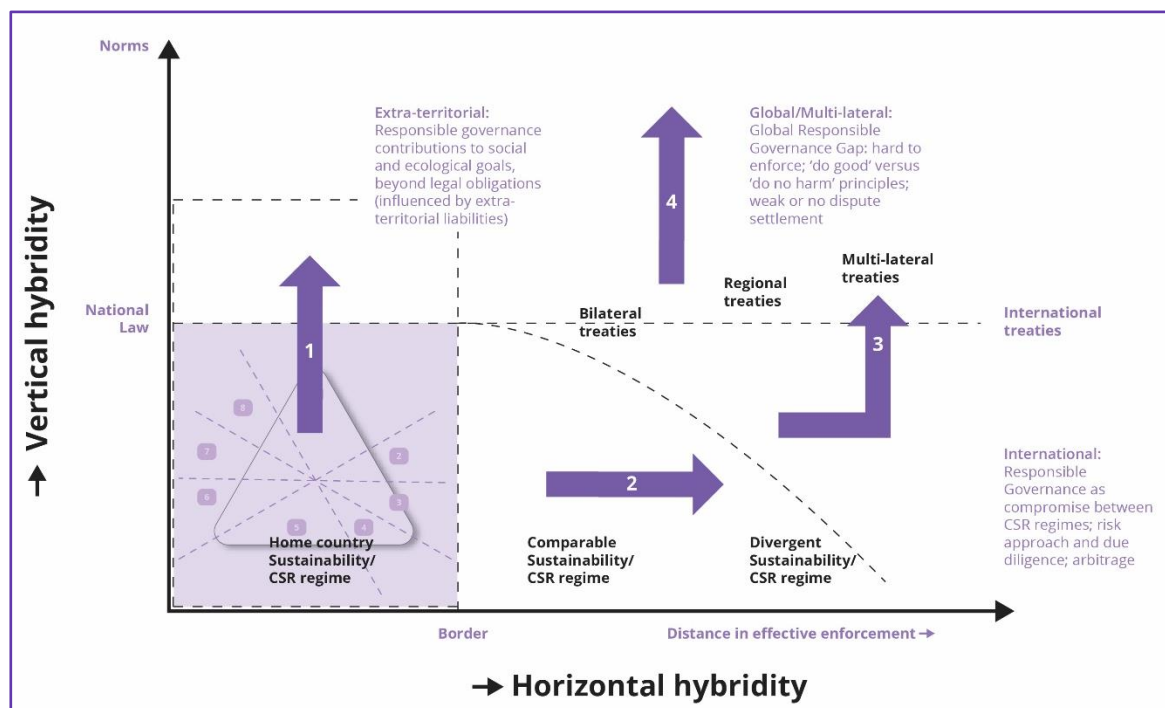 Norms
Extra-territorial:
Responsible governance
contributions to social
and ecological goals,
beyond legal obligations
(influenced by extra-
territorial liabilities)
Global/Multi-lateral:
Global Responsible
Governance Gap: hard to
enforce; ‘do good’ versus
‘do no harm’ principles;
weak or no dispute
settlement
4
Multi-lateral
treaties
Regional
treaties
Bilateral
treaties
National
Law
International
treaties
1
3
8
7
6
5
4
3
2
2
International:
Responsible
Governance as
compromise between
CSR regimes; risk
approach and due
diligence; arbitrage
Home country
Sustainability/
CSR regime
Comparable
Sustainability/
CSR regime
Divergent
Sustainability/
CSR regime
Border
Distance in effective enforcement →
→ Vertical hybridity
→ Horizontal hybridity